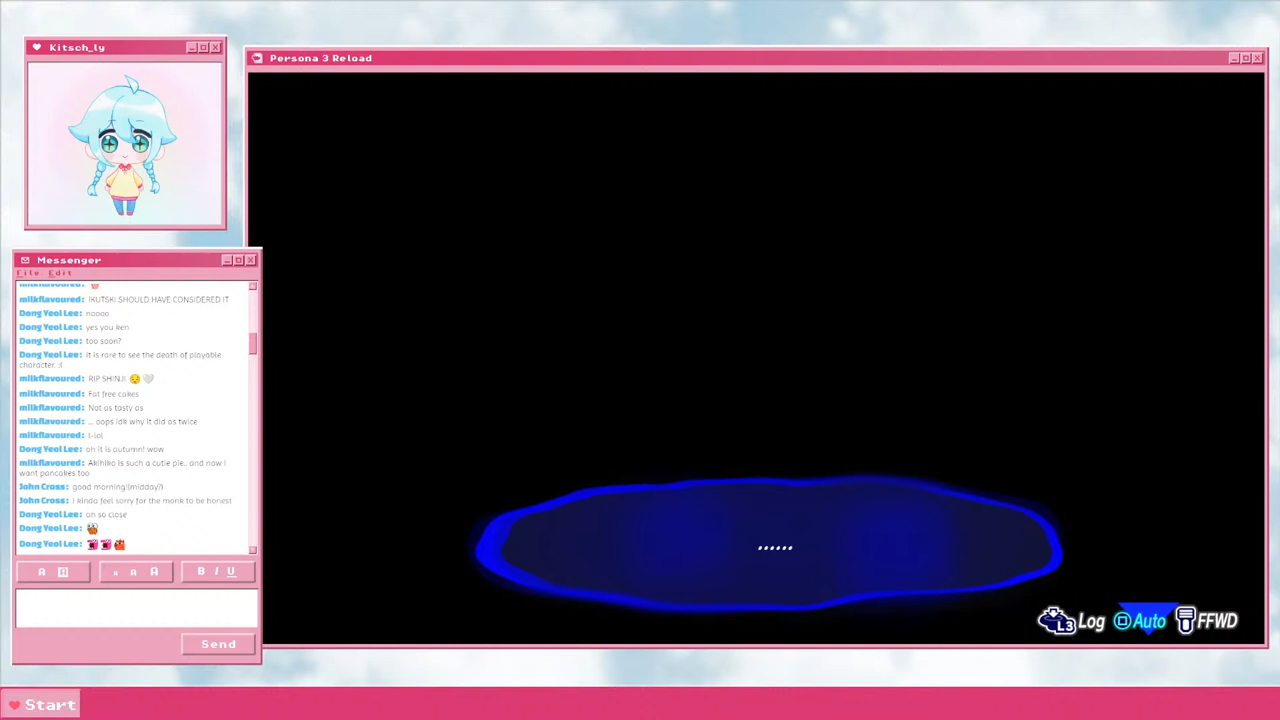 Kitsch_ly
Persona 3 Reload
Messenger
File Edit
milkflavoured: IKUTSKI SHOULD HAVE CONSIDERED IT
Dong Yeol Lee: noooo
Dong Yeol Lee: yes you ken
Dong Yeol Lee: too soon?
Dong Yeol Lee: It is rare to see the death of playable
character. :(
milkflavoured: RIP SHINJI 😔 🤍
milkflavoured: Fat free cakes
milkflavoured: Not as tasty as
milkflavoured: ... oops idk why it did as twice
milkflavoured: l-lol
Dong Yeol Lee: oh it is autumn! wow
milkflavoured: Akihiko is such a cutie pie.. and now I
want pancakes too
John Cross: good morning!(midday?)
John Cross: I kinda feel sorry for the monk to be honest
Dong Yeol Lee: oh so close
Dong Yeol Lee:
Dong Yeol Lee:
A A
A A A
B I U
Send
......
L3 Log Auto FFWD
Start